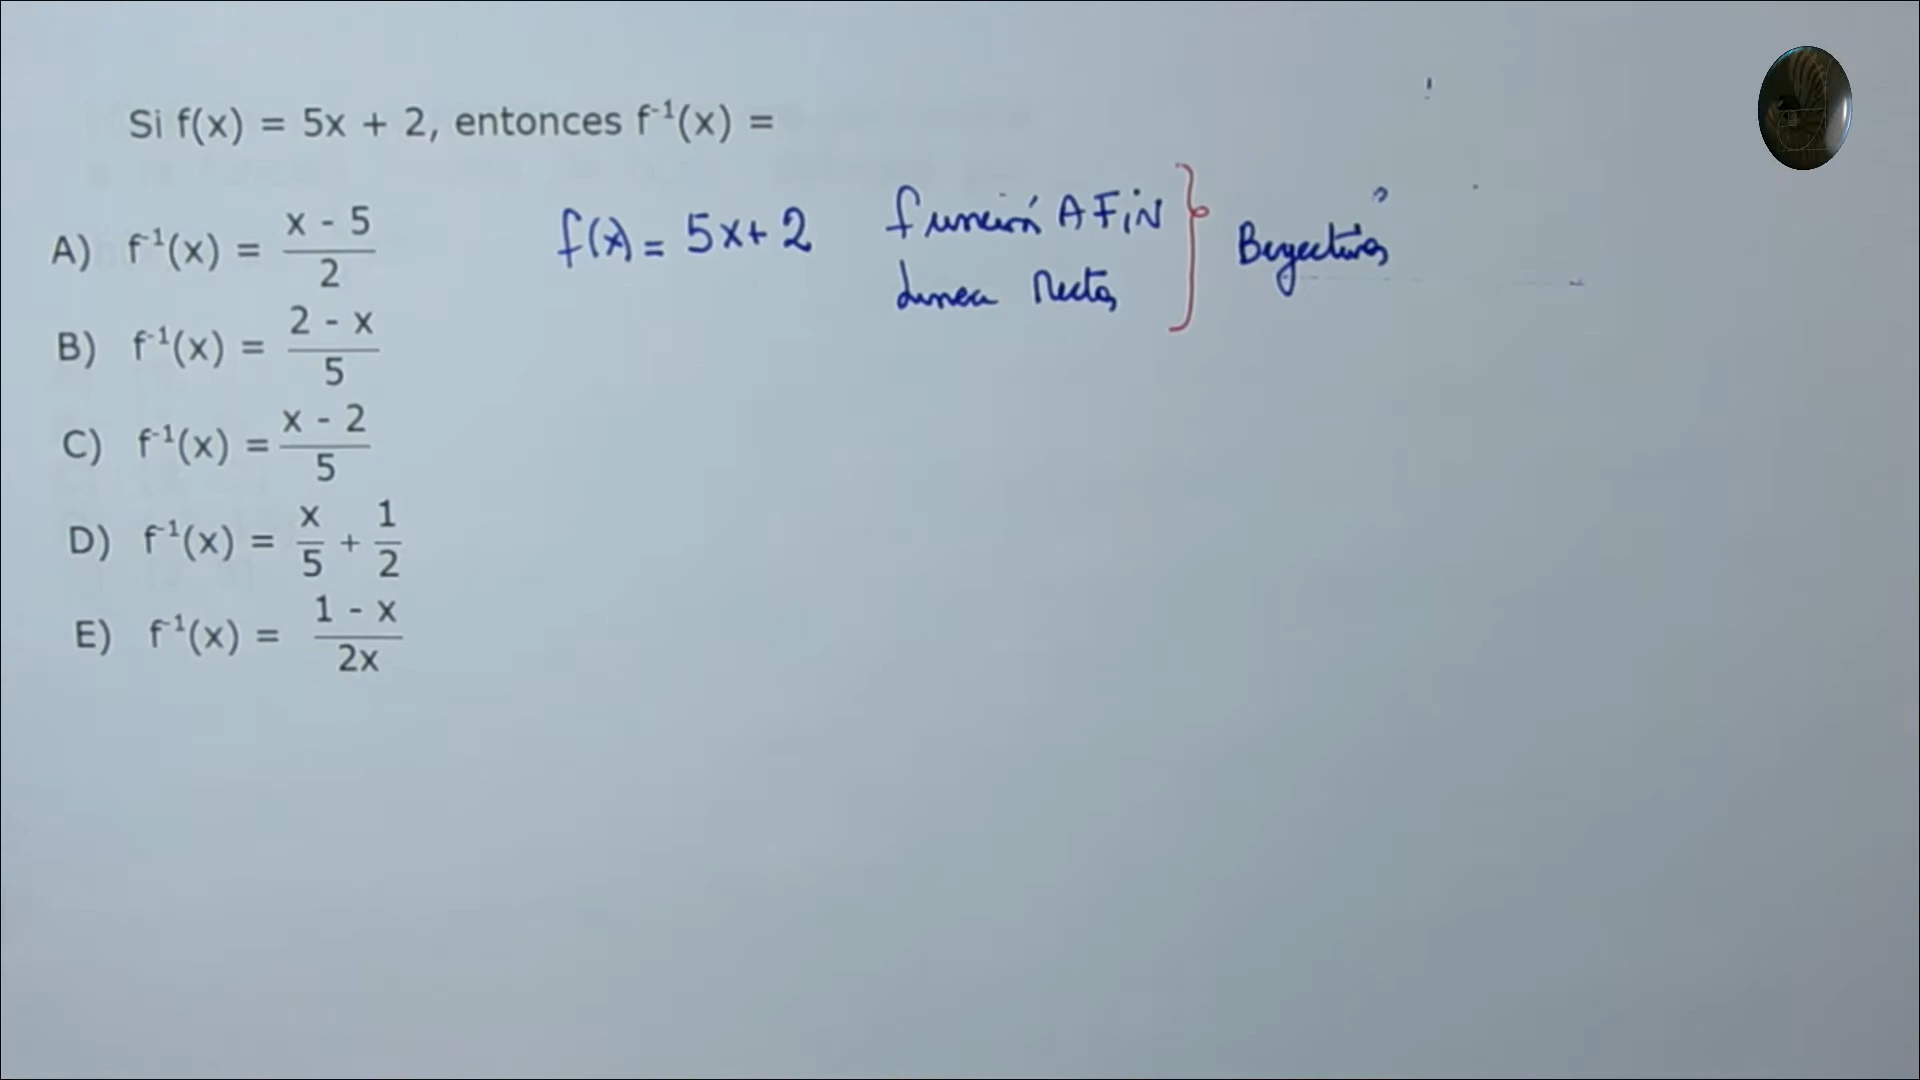 Si f(x) = 5x + 2, entonces f⁻¹(x) =
A) f⁻¹(x) = (x - 5)/2
B) f⁻¹(x) = (2 - x)/5
C) f⁻¹(x) = (x - 2)/5
D) f⁻¹(x) = x/5 + 1/2
E) f⁻¹(x) = (1 - x)/2x
f(x) = 5x+2
función AFiN
Linea Recta
Biyectiva